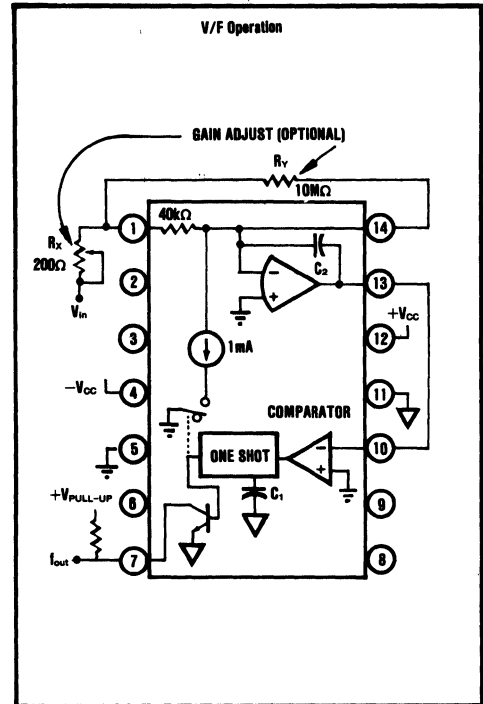 V/F Operation
GAIN ADJUST (OPTIONAL)
RY
10MΩ
40kΩ
1
14
RX
200Ω
C2
2
13
Vin
+VCC
3
1mA
12
−VCC
4
11
COMPARATOR
5
ONE SHOT
10
+VPULL-UP
C1
6
9
fout
7
8
−
+
−
+